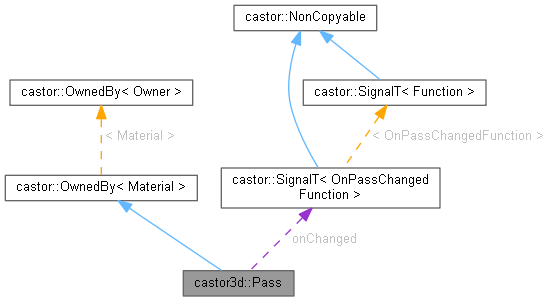 castor::NonCopyable
castor::OwnedBy< Owner >
castor::SignalT< Function >
< Material >
< OnPassChangedFunction >
castor::OwnedBy< Material >
castor::SignalT< OnPassChanged
Function >
onChanged
castor3d::Pass